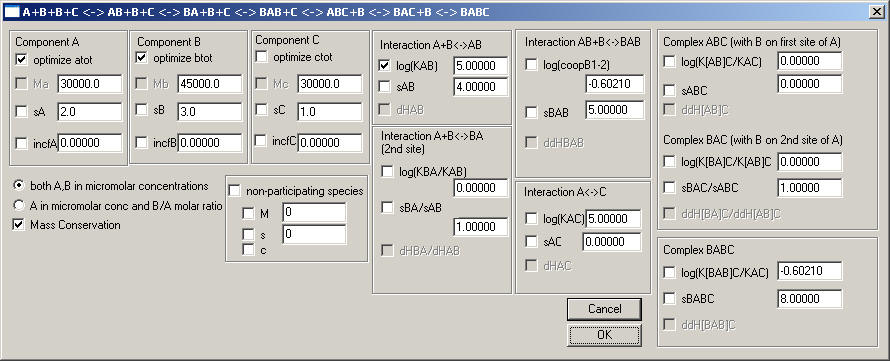 A+B+B+C <-> AB+B+C <-> BA+B+C <-> BAB+C <-> ABC+B <-> BAC+B <-> BABC
Component A
optimize atot
Ma 30000.0
sA 2.0
incfA 0.00000
Component B
optimize btot
Mb 45000.0
sB 3.0
incfB 0.00000
Component C
optimize ctot
Mc 30000.0
sC 1.0
incfC 0.00000
both A,B in micromolar concentrations
A in micromolar conc and B/A molar ratio
Mass Conservation
non-participating species
M 0
s 0
c
Interaction A+B<->AB
log(KAB) 5.00000
sAB 4.00000
dHAB
Interaction A+B<->BA
(2nd site)
log(KBA/KAB)
0.00000
sBA/sAB
1.00000
dHBA/dHAB
Interaction AB+B<->BAB
log(coopB1-2)
-0.60210
sBAB 5.00000
ddHBAB
Interaction A<->C
log(KAC) 5.00000
sAC 0.00000
dHAC
Cancel
OK
Complex ABC (with B on first site of A)
log(K[AB]C/KAC) 0.00000
sABC 0.00000
ddH[AB]C
Complex BAC (with B on 2nd site of A)
log(K[BA]C/K[AB]C 0.00000
sBAC/sABC 1.00000
ddH[BA]C/ddH[AB]C
Complex BABC
log(K[BAB]C/KAC) -0.60210
sBABC 8.00000
ddH[BAB]C